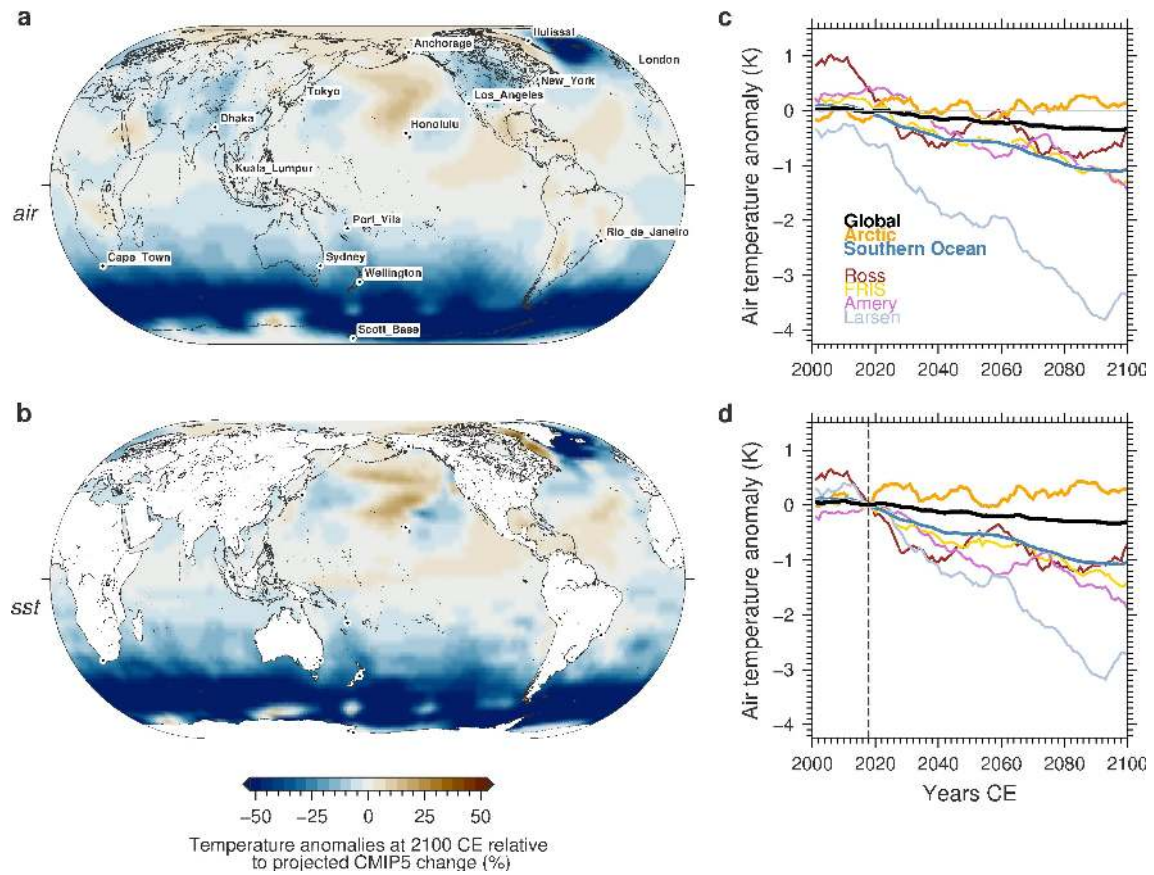 a
Ilulissat
Anchorage
London
New_York
Tokyo
Los_Angeles
Dhaka
Honolulu
Kuala_Lumpur
air
Port_Vila
Rio_de_Janeiro
Cape_Town
Sydney
Wellington
Scott_Base
b
sst
−50 −25 0 25 50
Temperature anomalies at 2100 CE relative
to projected CMIP5 change (%)
c
Air temperature anomaly (K)
1
0
−1
−2
−3
−4
Global
Arctic
Southern Ocean
Ross
FRIS
Amery
Larsen
2000 2020 2040 2060 2080 2100
d
Air temperature anomaly (K)
1
0
−1
−2
−3
−4
2000 2020 2040 2060 2080 2100
Years CE